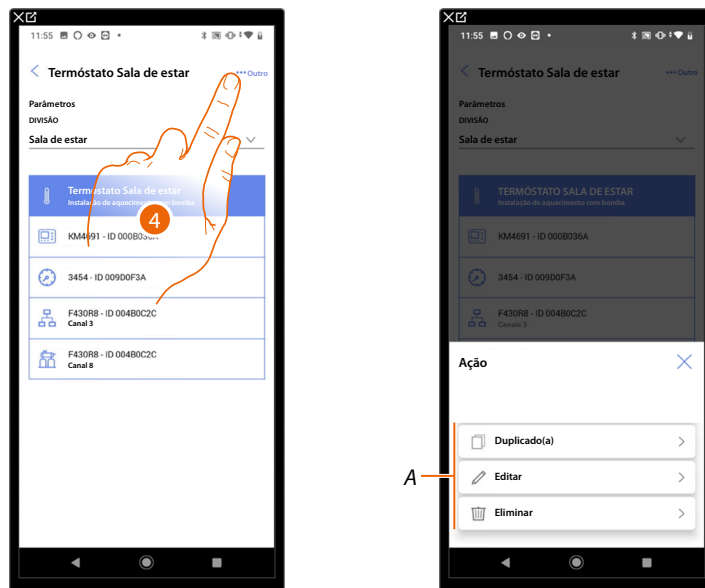 11:55
Termóstato Sala de estar
•••Outro
Parâmetros
DIVISÃO
Sala de estar
Termóstato Sala de estar
Instalação de aquecimento com bomba
4
KM4691 - ID 000B036A
3454 - ID 009D0F3A
F430R8 - ID 004B0C2C
Canal 3
F430R8 - ID 004B0C2C
Canal 8
11:55
Termóstato Sala de estar
•••Outro
Parâmetros
DIVISÃO
Sala de estar
TERMÓSTATO SALA DE ESTAR
Instalação de aquecimento com bomba
KM4691 - ID 000B036A
3454 - ID 009D0F3A
F430R8 - ID 004B0C2C
Canale 3
Ação
Duplicado(a)
A
Editar
Eliminar